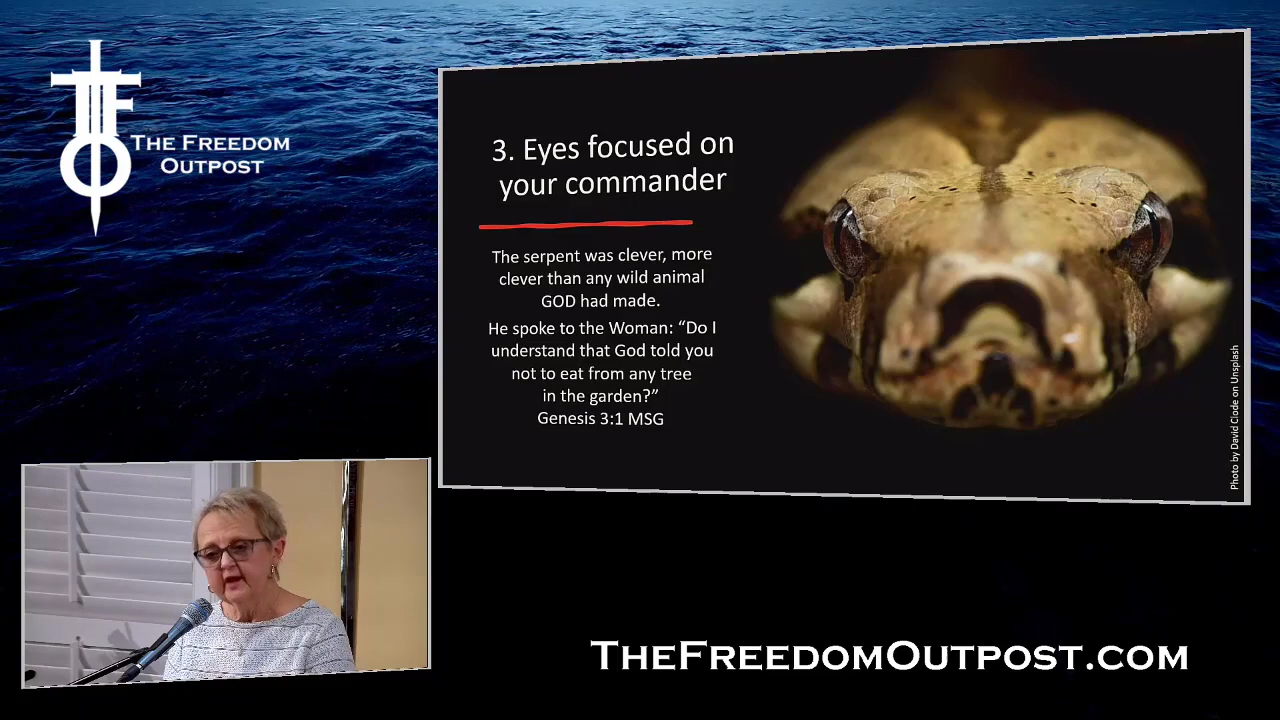 TF
THE FREEDOM
OUTPOST
3. Eyes focused on
your commander
The serpent was clever, more
clever than any wild animal
GOD had made.
He spoke to the Woman: “Do I
understand that God told you
not to eat from any tree
in the garden?”
Genesis 3:1 MSG
Photo by David Clode on Unsplash
THEFREEDOMOUTPOST.COM